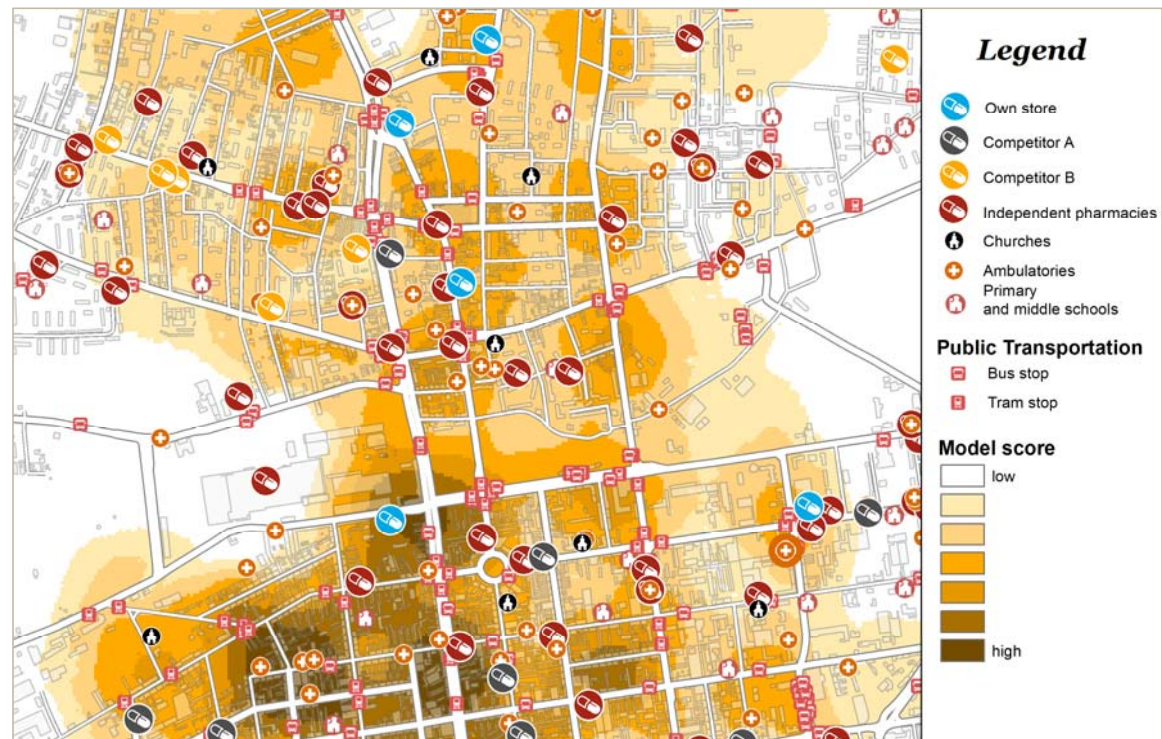 Legend
Own store
Competitor A
Competitor B
Independent pharmacies
Churches
Ambulatories
Primary
and middle schools
Public Transportation
Bus stop
Tram stop
Model score
low
high